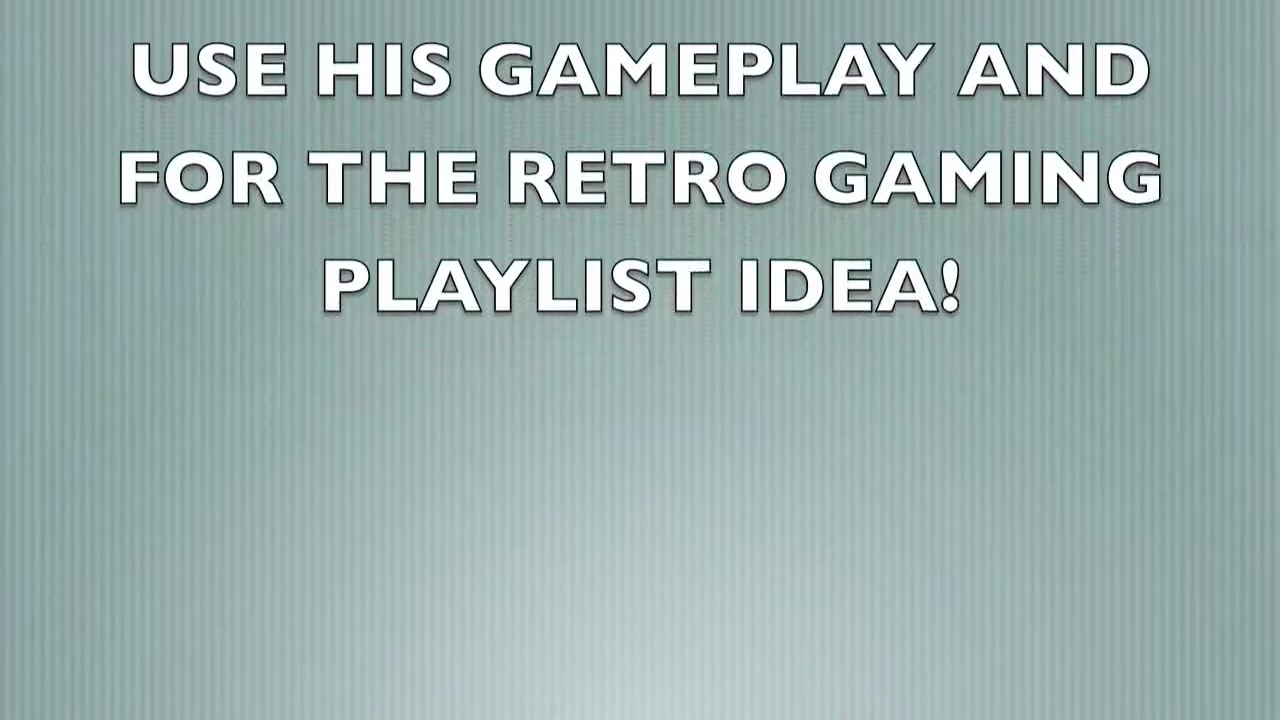 USE HIS GAMEPLAY AND
FOR THE RETRO GAMING
PLAYLIST IDEA!